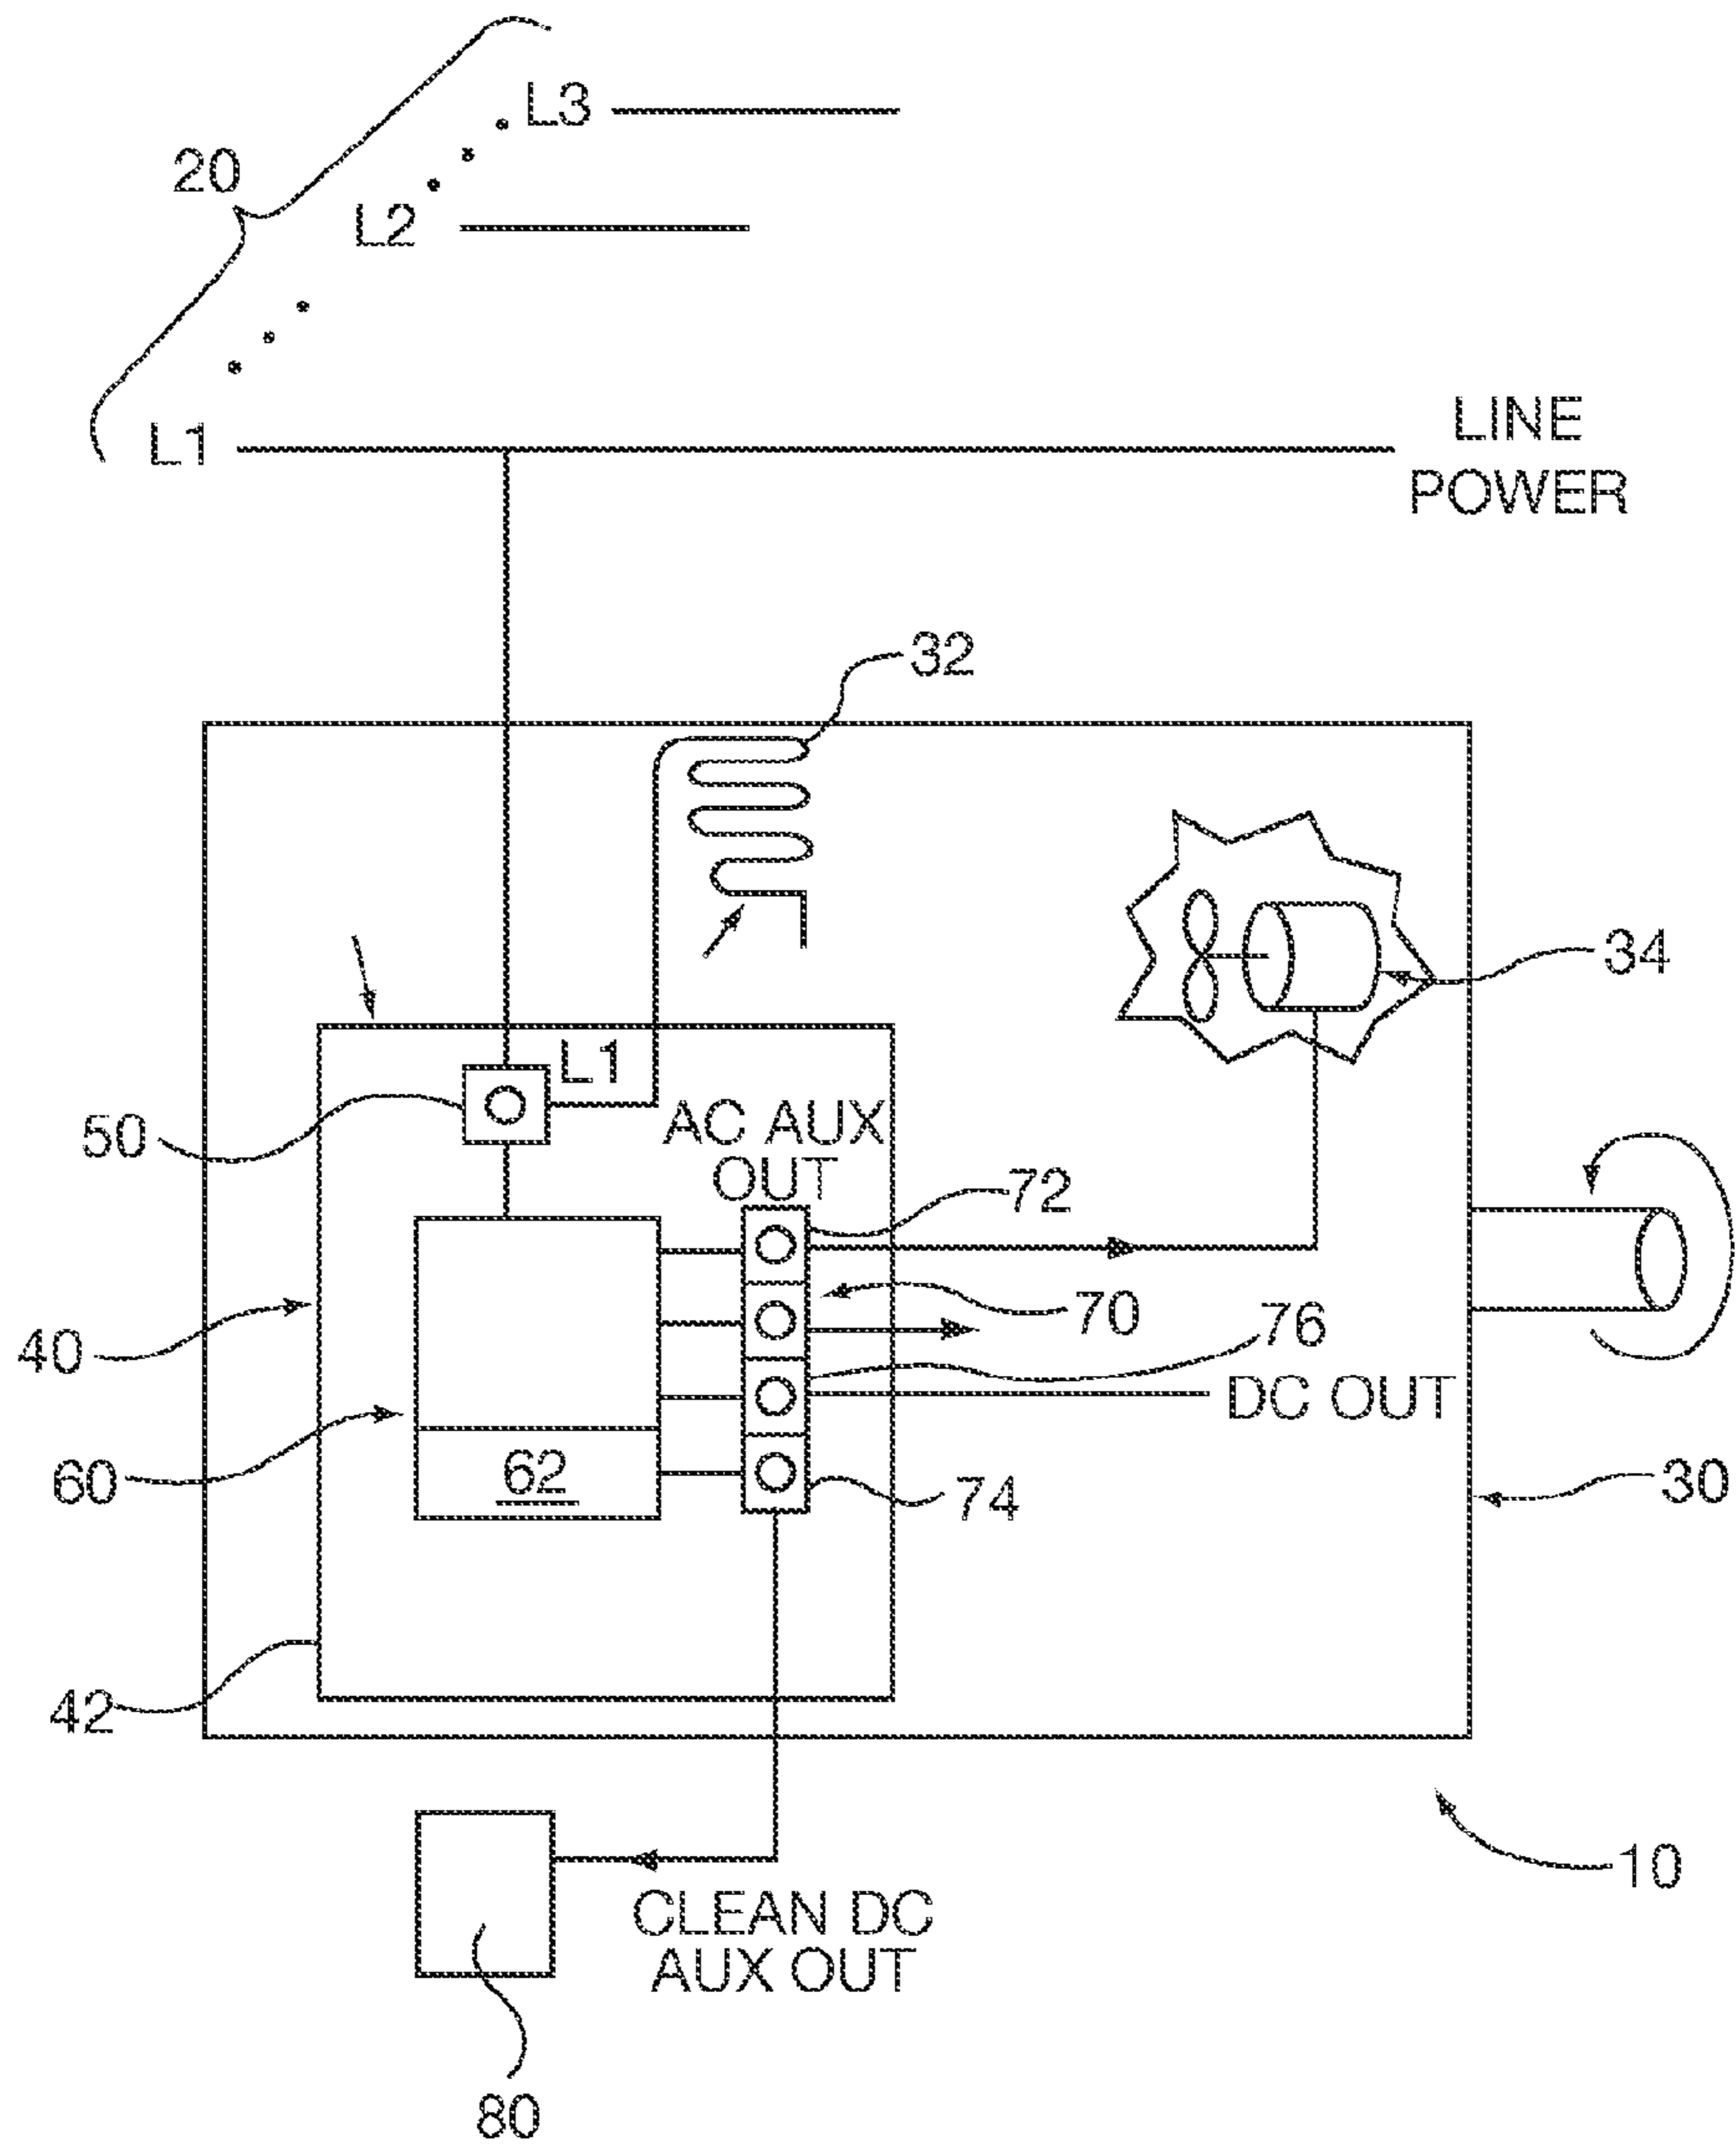 L3
20
L2
L1
LINE
POWER
32
34
L1
50
AC AUX
OUT
72
70
76
40
DC OUT
60
62
74
30
42
10
CLEAN DC
AUX OUT
80